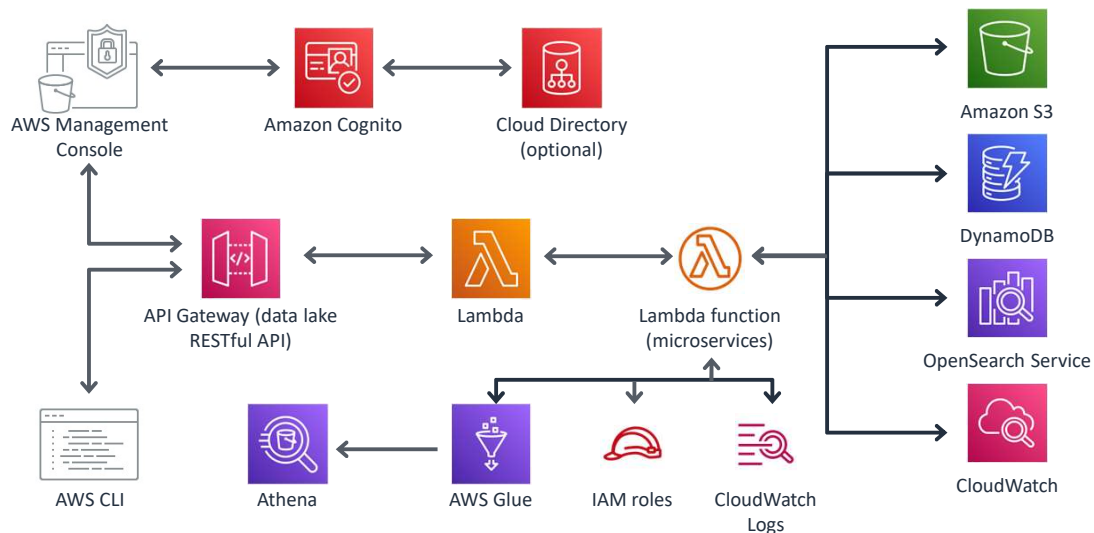 Amazon S3
AWS Management
Console
Amazon Cognito
Cloud Directory
(optional)
DynamoDB
API Gateway (data lake
RESTful API)
Lambda
Lambda function
(microservices)
OpenSearch Service
AWS CLI
Athena
AWS Glue
IAM roles
CloudWatch
Logs
CloudWatch